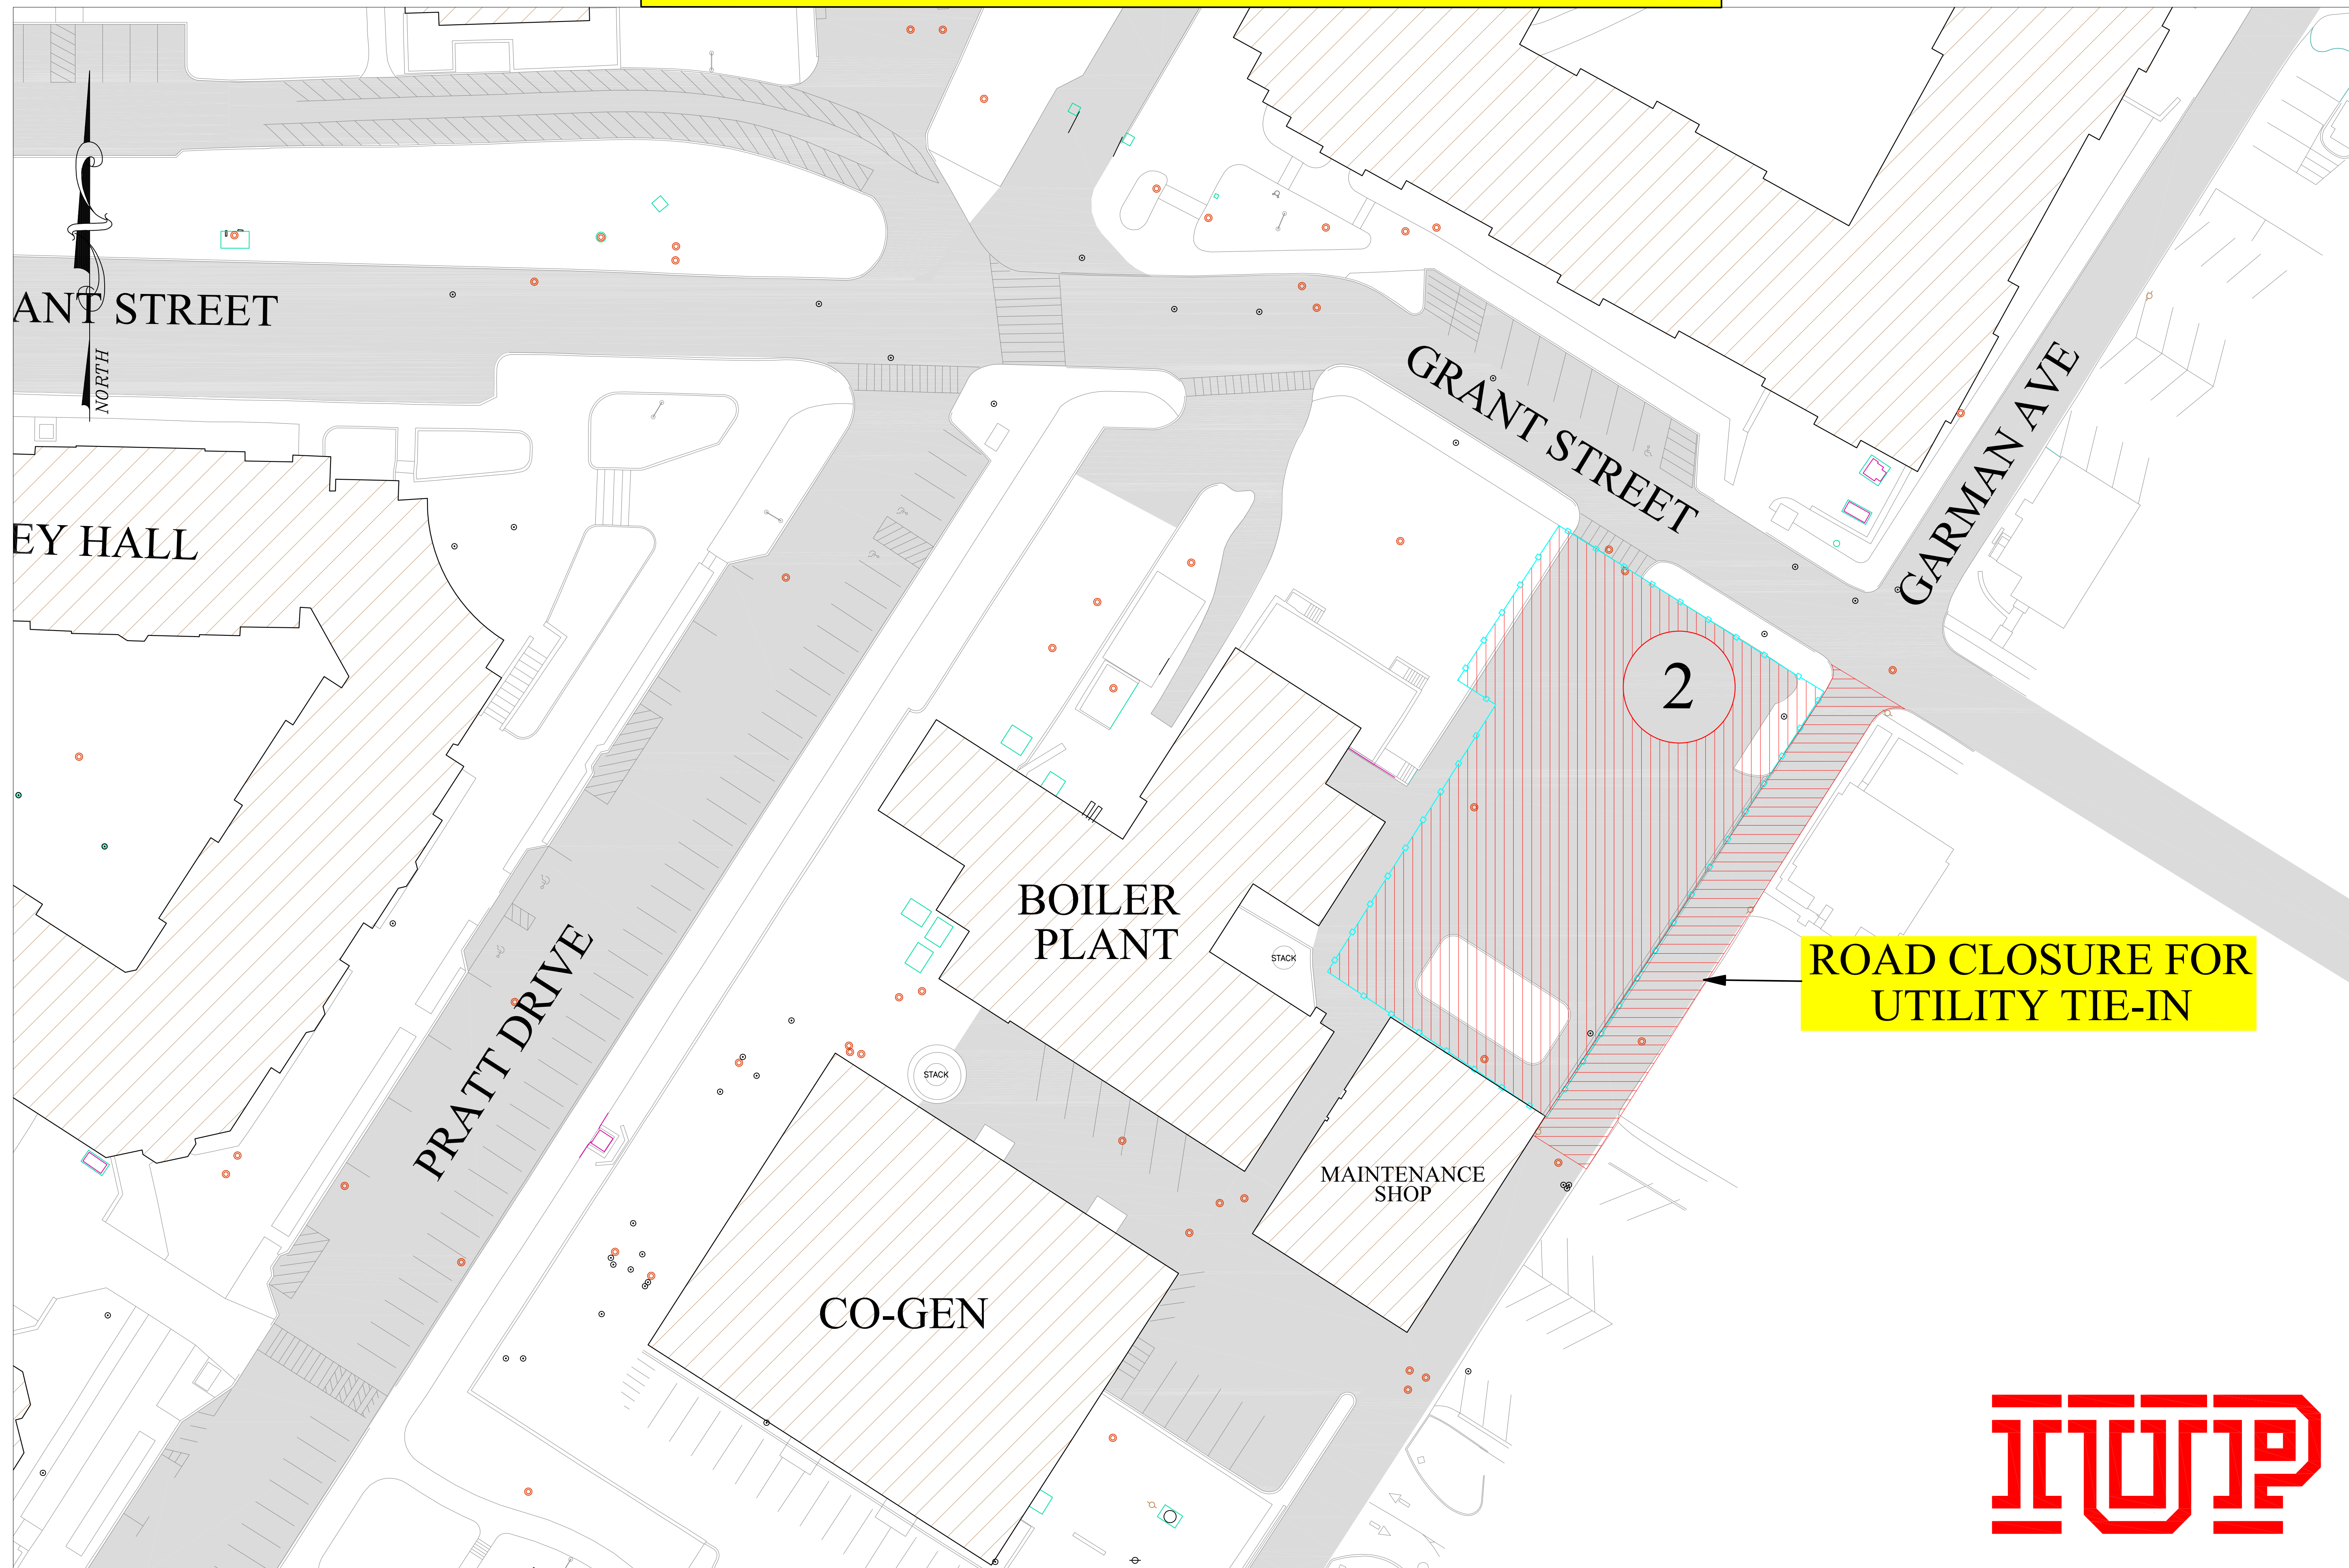 ANT STREET
NORTH
GRANT STREET
GARMAN AVE
EY HALL
2
BOILER
PLANT
STACK
ROAD CLOSURE FOR
UTILITY TIE-IN
PRATT DRIVE
STACK
MAINTENANCE
SHOP
CO-GEN
IUP